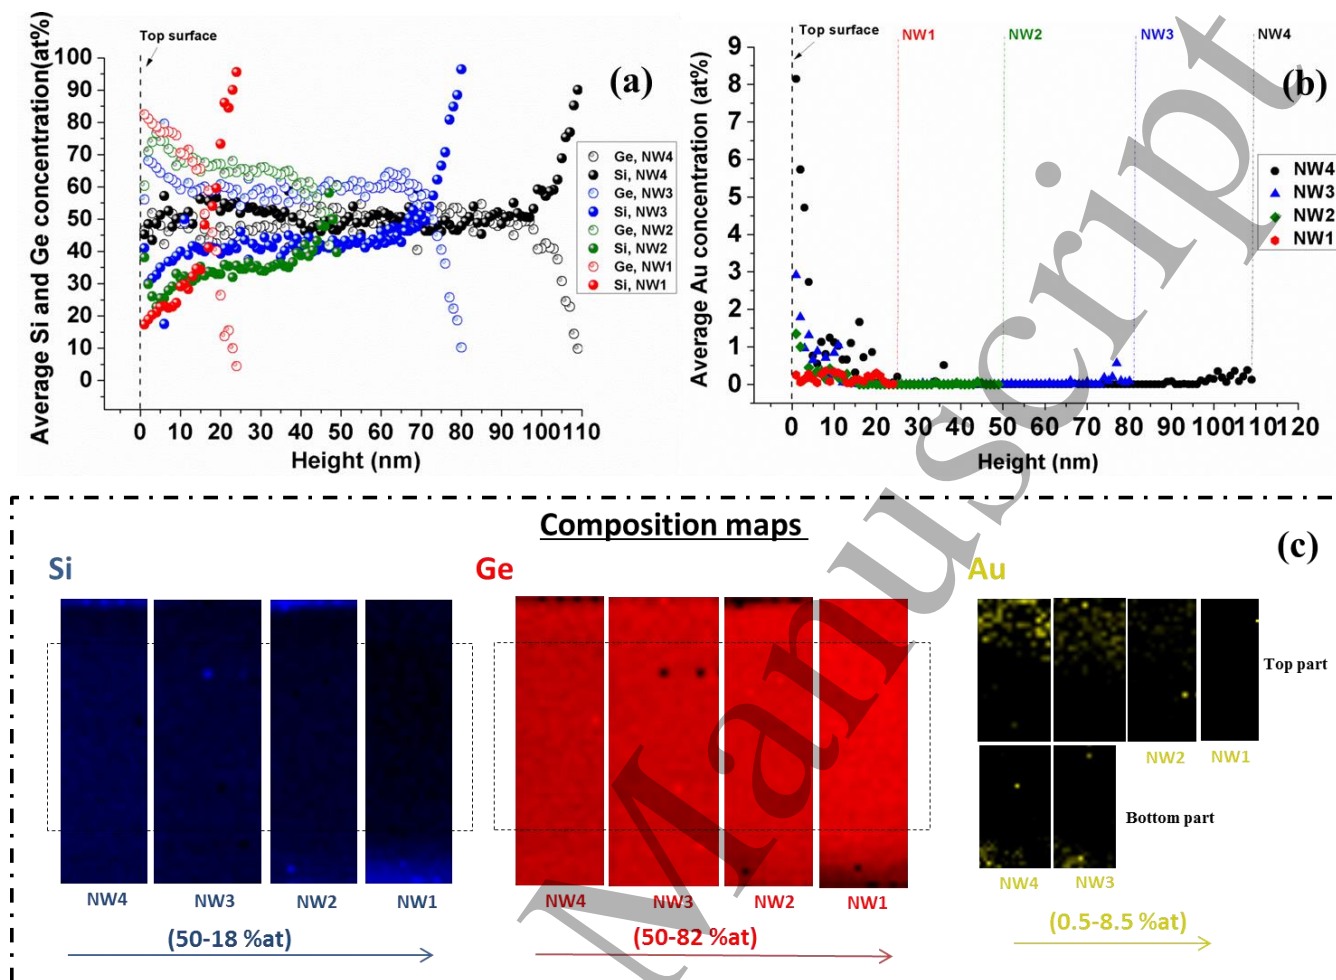 Top surface
(a)
Average Si and Ge concentration(at%)
100
90
80
70
60
50
40
30
20
10
0
Ge, NW4
Si, NW4
Ge, NW3
Si, NW3
Ge, NW2
Si, NW2
Ge, NW1
Si, NW1
0 10 20 30 40 50 60 70 80 90 100 109
Height (nm)
Top surface
NW1
NW2
NW3
NW4
(b)
Average Au concentration (at%)
9
8
7
6
5
4
3
2
1
0
NW4
NW3
NW2
NW1
0 10 20 30 40 50 60 70 80 90 100 110 120
Height (nm)
Manuscript
Composition maps
(c)
Si
Ge
Au
NW4 NW3 NW2 NW1
(50-18 %at)
NW4 NW3 NW2 NW1
(50-82 %at)
Top part
NW2 NW1
Bottom part
NW4 NW3
(0.5-8.5 %at)